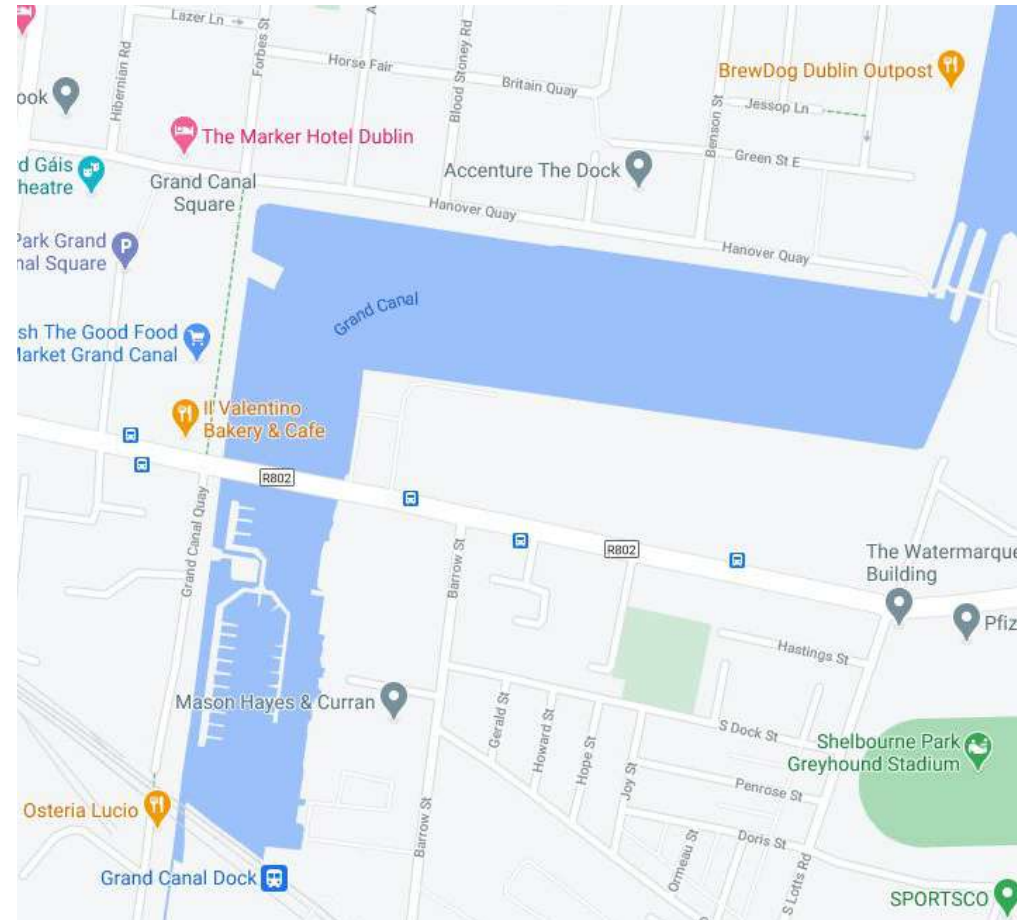 Lazer Ln
Hibernian Rd
Forbes St
Horse Fair
Blood Stoney Rd
Britain Quay
BrewDog Dublin Outpost
Jessop Ln
Benson St
ook
The Marker Hotel Dublin
Green St E
d Gáis
heatre
Grand Canal
Square
Accenture The Dock
Hanover Quay
Hanover Quay
Park Grand
nal Square
P
Grand Canal
sh The Good Food
Market Grand Canal
Il Valentino
Bakery & Cafe
R802
Grand Canal Quay
Barrow St
R802
The Watermarque
Building
Pfiz
Hastings St
Mason Hayes & Curran
Gerald St
Howard St
Hope St
Joy St
S Dock St
Shelbourne Park
Greyhound Stadium
Penrose St
Osteria Lucio
Barrow St
Ormeau St
Doris St
S Lotts Rd
Grand Canal Dock
SPORTSCO